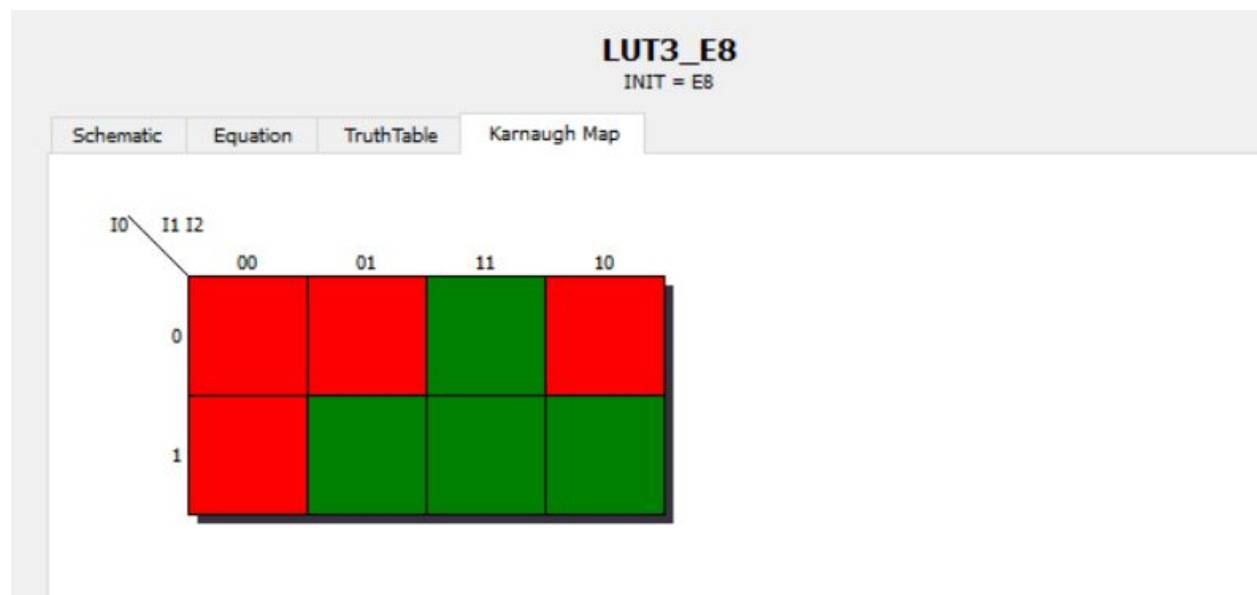 LUT3_E8
INIT = E8
Schematic Equation TruthTable Karnaugh Map
I0 I1 I2
00 01 11 10
0
1